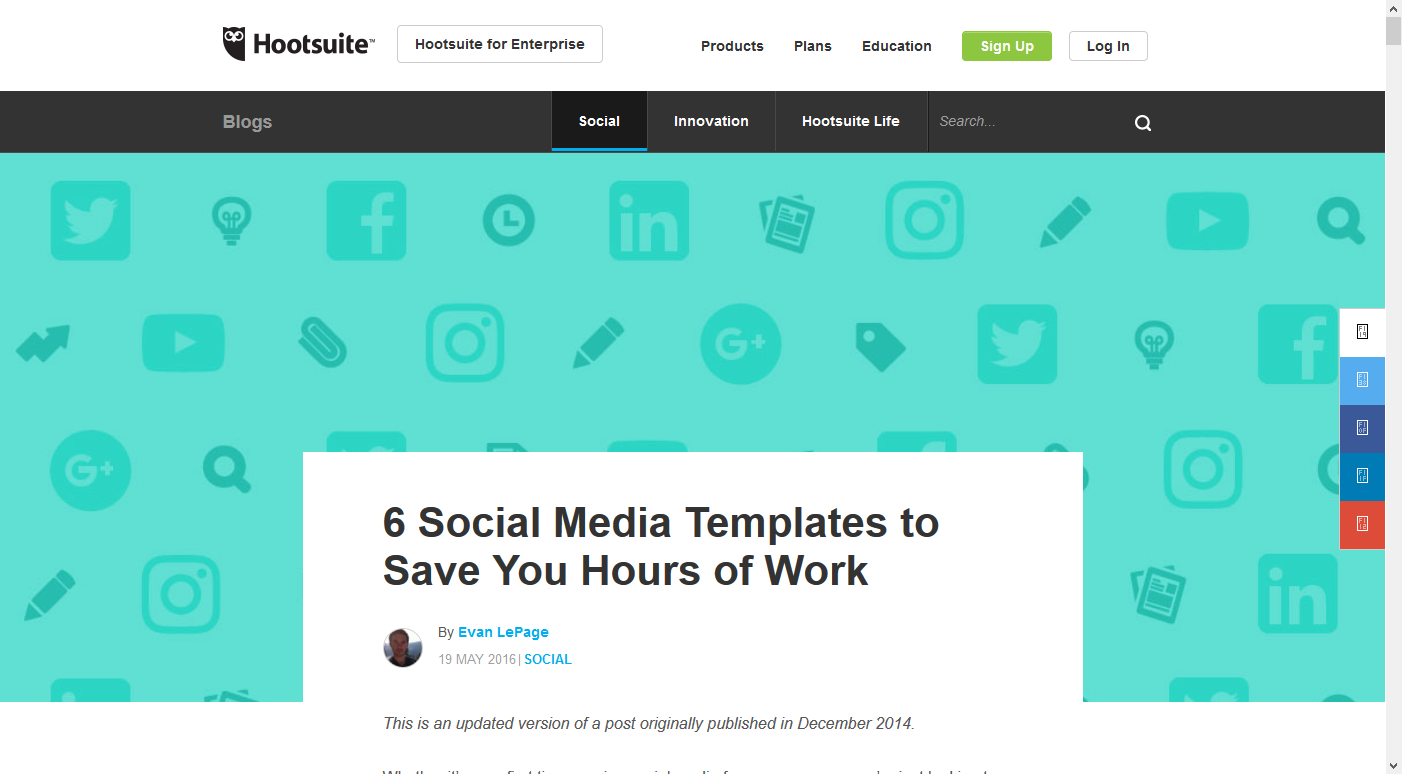 Hootsuite™
Hootsuite for Enterprise
Products Plans Education Sign Up Log In
Blogs Social Innovation Hootsuite Life Search...
6 Social Media Templates to
Save You Hours of Work
By Evan LePage
19 MAY 2016 | SOCIAL
This is an updated version of a post originally published in December 2014.